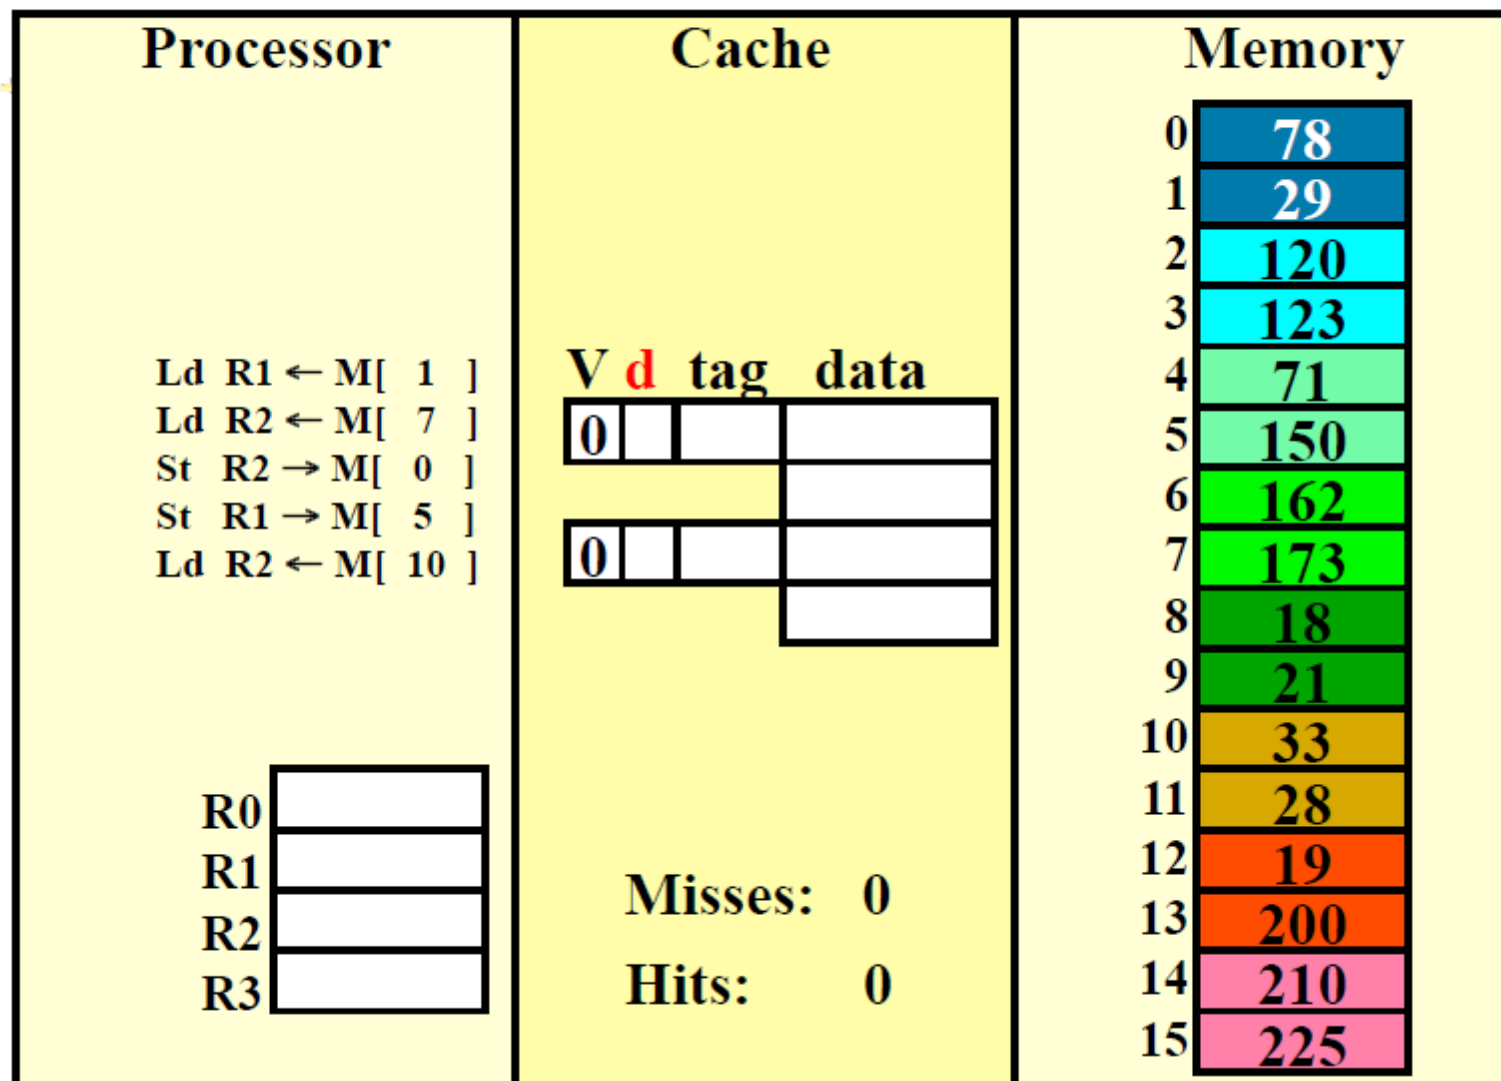 Processor
Cache
Memory
Ld R1 ← M[ 1 ]
Ld R2 ← M[ 7 ]
St R2 → M[ 0 ]
St R1 → M[ 5 ]
Ld R2 ← M[ 10 ]
R0
R1
R2
R3
V d tag data
0
0
Misses: 0
Hits: 0
0 78
1 29
2 120
3 123
4 71
5 150
6 162
7 173
8 18
9 21
10 33
11 28
12 19
13 200
14 210
15 225